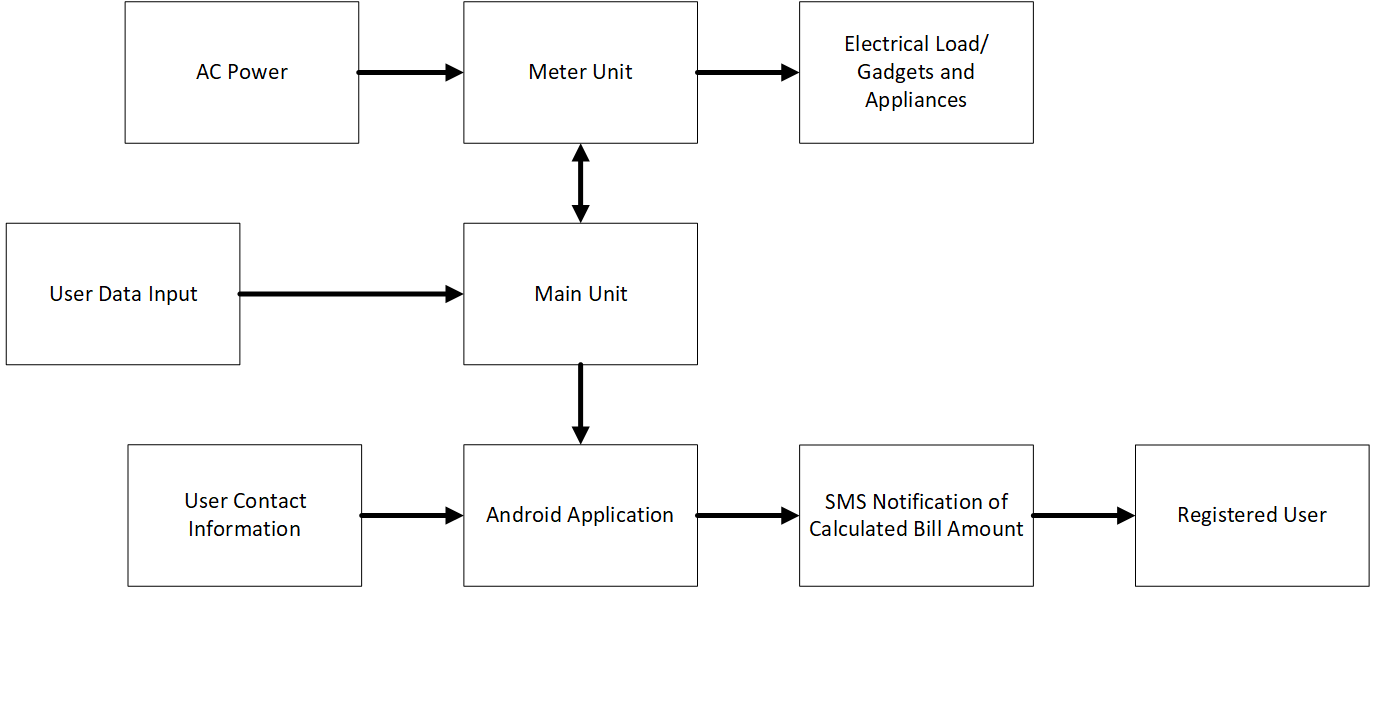 AC Power
Meter Unit
Electrical Load/
Gadgets and
Appliances
User Data Input
Main Unit
User Contact
Information
Android Application
SMS Notification of
Calculated Bill Amount
Registered User